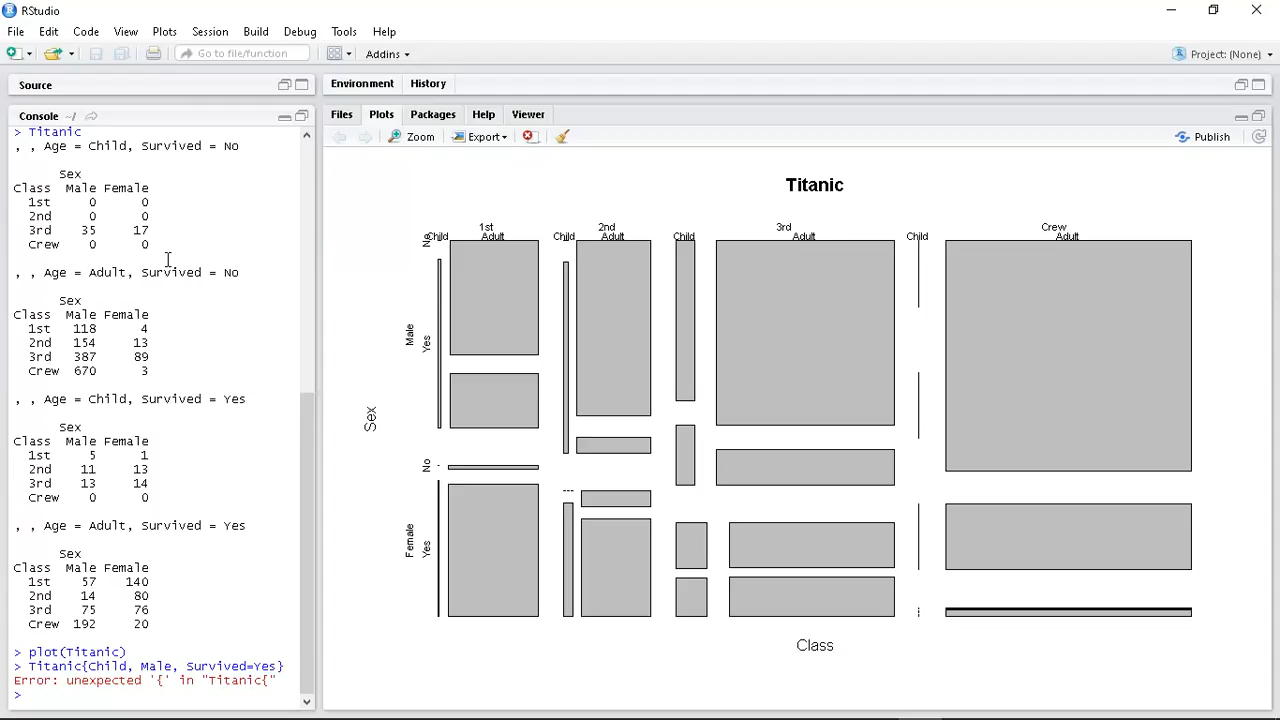 RStudio
File Edit Code View Plots Session Build Debug Tools Help
Go to file/function Addins Project: (None)
Source
Console ~/
> Titanic
, , Age = Child, Survived = No
Sex
Class Male Female
1st 0 0
2nd 0 0
3rd 35 17
Crew 0 0
, , Age = Adult, Survived = No
Sex
Class Male Female
1st 118 4
2nd 154 13
3rd 387 89
Crew 670 3
, , Age = Child, Survived = Yes
Sex
Class Male Female
1st 5 1
2nd 11 13
3rd 13 14
Crew 0 0
, , Age = Adult, Survived = Yes
Sex
Class Male Female
1st 57 140
2nd 14 80
3rd 75 76
Crew 192 20
> plot(Titanic)
> Titanic{Child, Male, Survived=Yes}
Error: unexpected '{' in "Titanic{"
>
Environment History
Files Plots Packages Help Viewer
Zoom Export Publish
Titanic
1st 2nd 3rd Crew
Child Adult Child Adult Child Adult Child Adult
No
Male
Yes
Sex
No
Female
Yes
Class